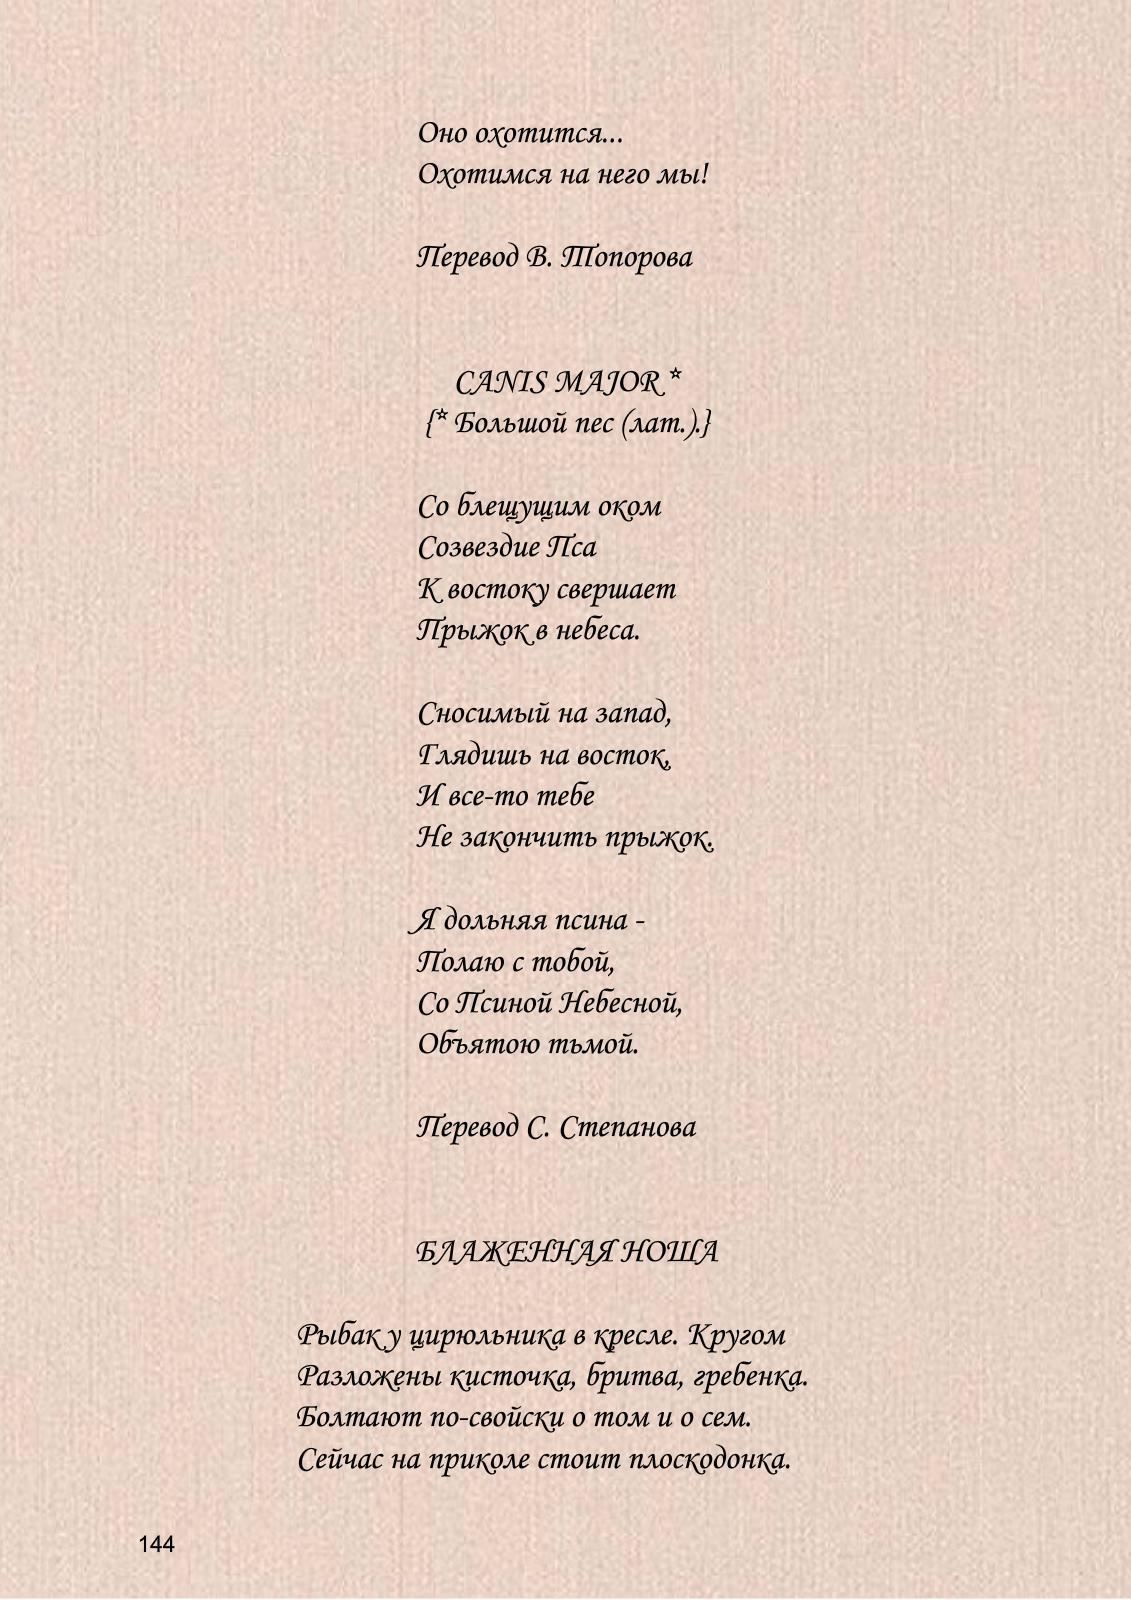 Оно охотится...
Охотимся на него мы!
Перевод В. Топорова
CANIS MAJOR *
{* Большой пес (лат.).}
Со блещущим оком
Созвездие Пса
К востоку свершает
Прыжок в небеса.
Сносимый на запад,
Глядишь на восток,
И все-то тебе
Не закончить прыжок.
Я дольняя псина -
Полаю с тобой,
Со Псиной Небесной,
Объятою тьмой.
Перевод С. Степанова
БЛАЖЕННАЯ НОША
Рыбак у цирюльника в кресле. Кругом
Разложены кисточка, бритва, гребенка.
Болтают по-свойски о том и о сем.
Сейчас на приколе стоит плоскодонка.
144